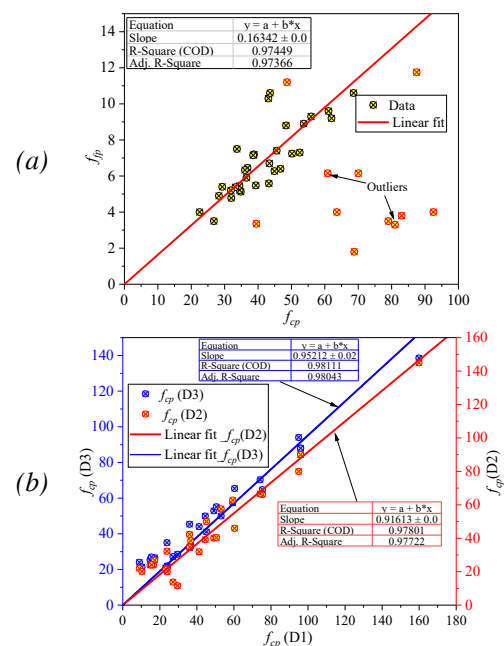 Equation y = a + b*x
Slope 0.16342 ± 0.0
R-Square (COD) 0.97449
Adj. R-Square 0.97366
14
12
10
8
6
4
2
0
f_fp
(a)
Data
Linear fit
Outliers
0 10 20 30 40 50 60 70 80 90 100
f_cp
Equation y = a + b*x
Slope 0.95212 ± 0.02
R-Square (COD) 0.98111
Adj. R-Square 0.98043
f_cp (D3)
f_cp (D2)
Linear fit_f_cp(D2)
Linear fit_f_cp(D3)
(b)
140
120
100
80
60
40
20
0
f_cp (D3)
160
140
120
100
80
60
40
20
0
f_cp(D2)
Equation y = a + b*x
Slope 0.91613 ± 0.0
R-Square (COD) 0.97801
Adj. R-Square 0.97722
0 20 40 60 80 100 120 140 160 180
f_cp (D1)